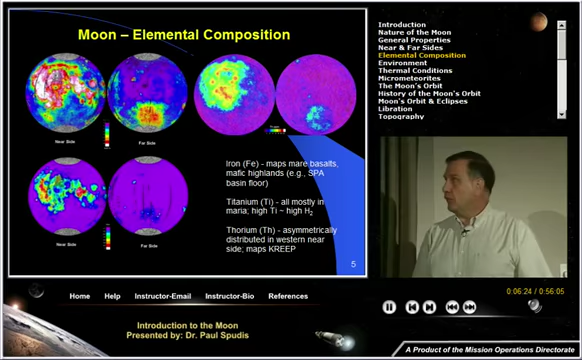 Moon – Elemental Composition
Near Side
Far Side
Near Side
Far Side
Iron (Fe) - maps mare basalts,
mafic highlands (e.g., SPA
basin floor)
Titanium (Ti) - all mostly in
maria; high Ti ~ high H2
Thorium (Th) - asymmetrically
distributed in western near
side; maps KREEP
5
Introduction
Nature of the Moon
General Properties
Near & Far Sides
Elemental Composition
Environment
Thermal Conditions
Micrometeorites
The Moon's Orbit
History of the Moon's Orbit
Moon's Orbit & Eclipses
Libration
Topography
0:06:24 / 0:56:05
Home
Help
Instructor-Email
Instructor-Bio
References
Introduction to the Moon
Presented by: Dr. Paul Spudis
A Product of the Mission Operations Directorate